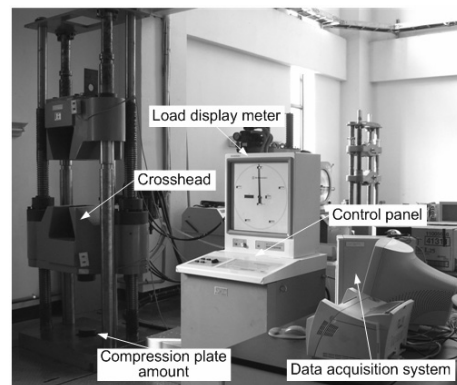 Load display meter
Crosshead
Control panel
Compression plate
amount
Data acquisition system